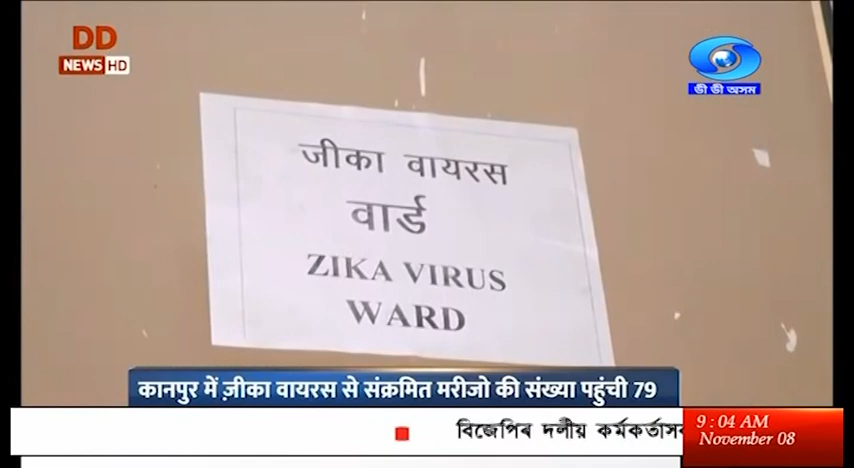 DD
NEWS HD
ডী ডী অসম
जीका वायरस
वार्ड
ZIKA VIRUS
WARD
कानपुर में ज़ीका वायरस से संक्रमित मरीजो की संख्या पहुंची 79
বিজেপিৰ দলীয় কৰ্মকৰ্তাসক
9:04 AM
November 08